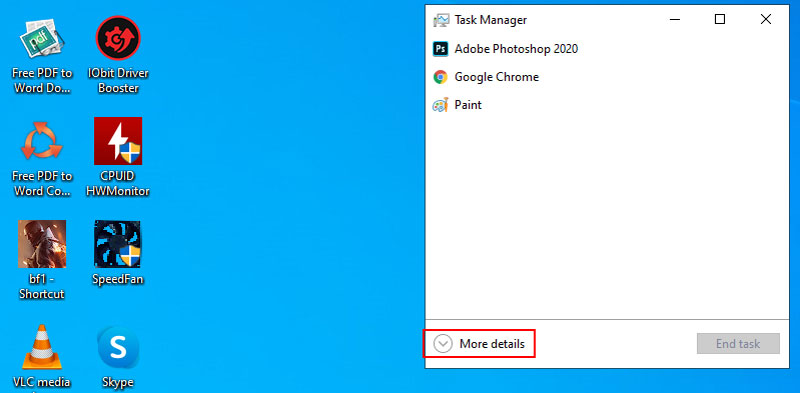 Free PDF to
Word Do...
IObit Driver
Booster
Free PDF to
Word Co...
CPUID
HWMonitor
bf1 -
Shortcut
SpeedFan
VLC media
Skype
Task Manager
Ps
Adobe Photoshop 2020
Google Chrome
Paint
More details
End task